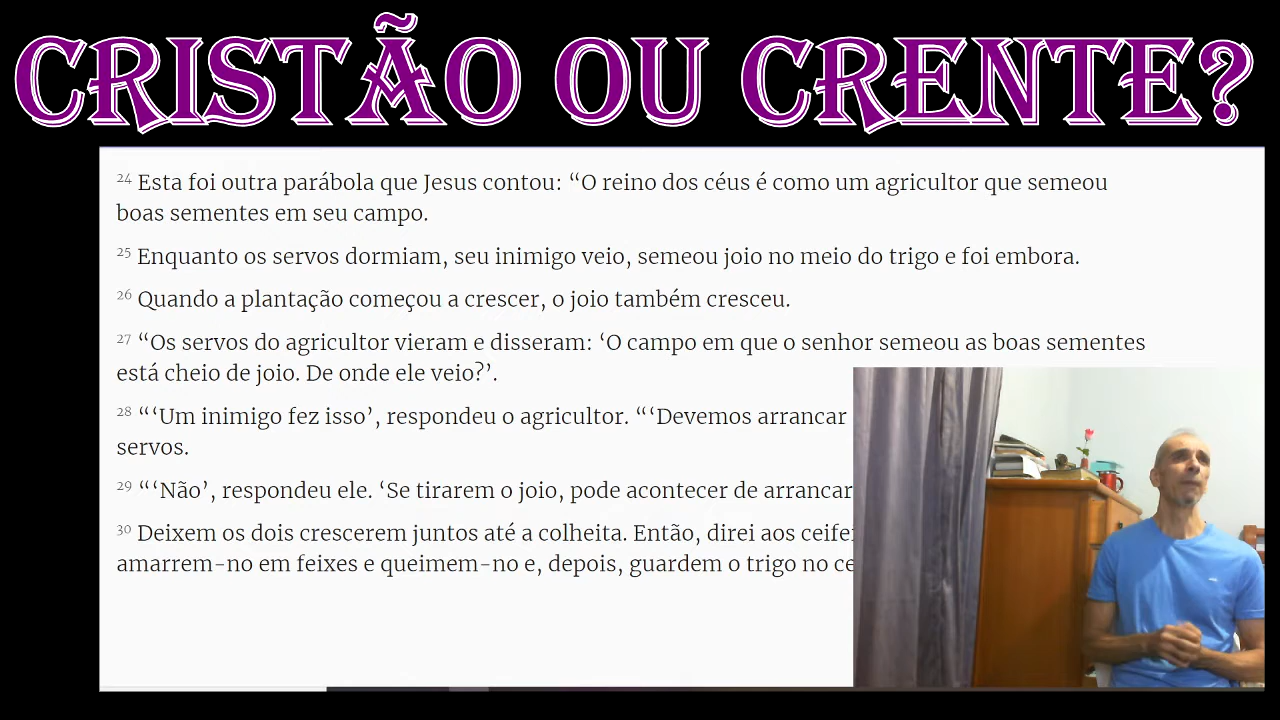 CRISTÃO OU CRENTE?
24 Esta foi outra parábola que Jesus contou: “O reino dos céus é como um agricultor que semeou
boas sementes em seu campo.
25 Enquanto os servos dormiam, seu inimigo veio, semeou joio no meio do trigo e foi embora.
26 Quando a plantação começou a crescer, o joio também cresceu.
27 “Os servos do agricultor vieram e disseram: ‘O campo em que o senhor semeou as boas sementes
está cheio de joio. De onde ele veio?’.
28 “‘Um inimigo fez isso’, respondeu o agricultor. “‘Devemos arrancar
servos.
29 “‘Não’, respondeu ele. ‘Se tirarem o joio, pode acontecer de arrancar
30 Deixem os dois crescerem juntos até a colheita. Então, direi aos
amarrem-no em feixes e queimem-no e, depois, guardem o trigo no